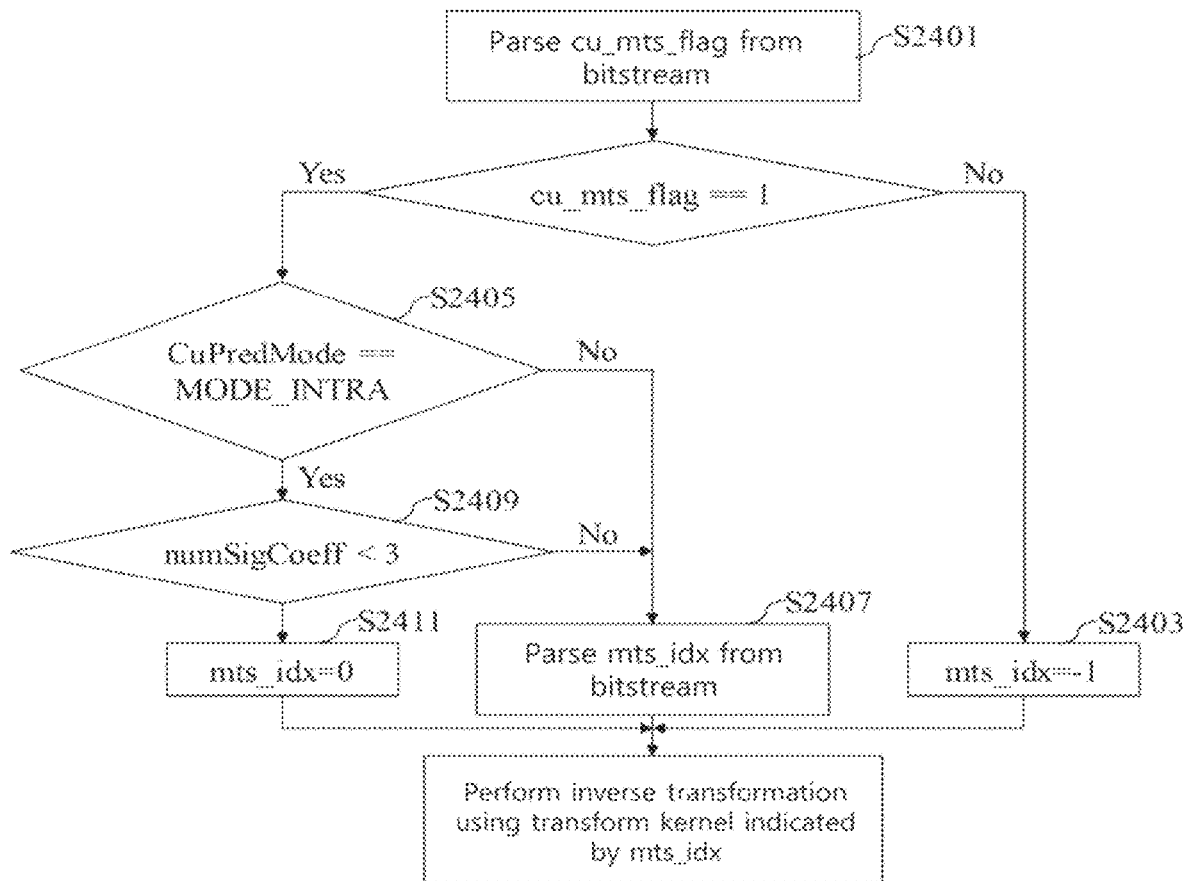 Parse cu_mts_flag from
bitstream
S2401
Yes
No
cu_mts_flag == 1
S2405
CuPredMode ==
MODE_INTRA
No
Yes
S2409
numSigCoeff < 3
No
S2411
mts_idx=0
S2407
Parse mts_idx from
bitstream
S2403
mts_idx=-1
Perform inverse transformation
using transform kernel indicated
by mts_idx